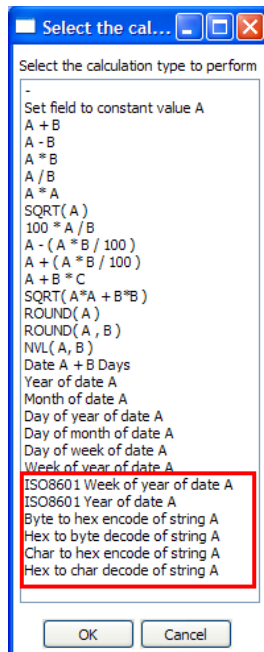 Select the cal...
Select the calculation type to perform
-
Set field to constant value A
A + B
A - B
A * B
A / B
A * A
SQRT( A )
100 * A / B
A - ( A * B / 100 )
A + ( A * B / 100 )
A + B * C
SQRT( A*A + B*B )
ROUND( A )
ROUND( A , B )
NVL( A, B )
Date A + B Days
Year of date A
Month of date A
Day of year of date A
Day of month of date A
Day of week of date A
Week of year of date A
ISO8601 Week of year of date A
ISO8601 Year of date A
Byte to hex encode of string A
Hex to byte decode of string A
Char to hex encode of string A
Hex to char decode of string A
OK Cancel